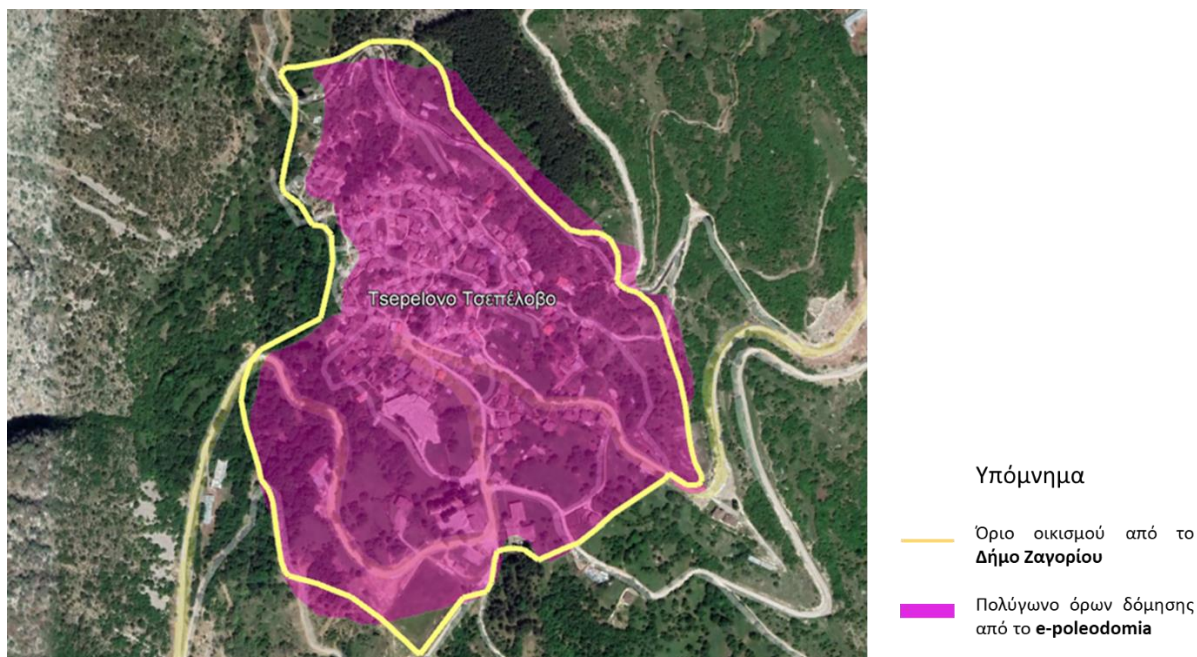 Tsepelovo Τσεπέλοβο
Υπόμνημα
Όριο οικισμού από το
Δήμο Ζαγορίου
Πολύγωνο όρων δόμησης
από το e-poleodomia